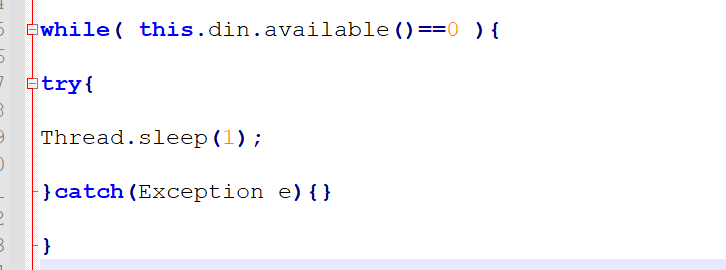 while( this.din.available()==0 ){
try{
Thread.sleep(1);
}catch(Exception e){}
}